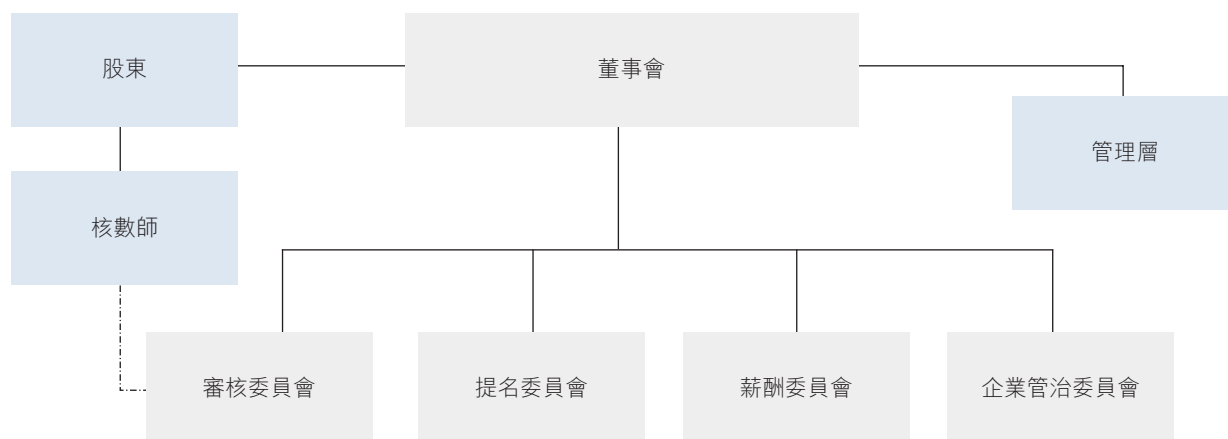 股東
董事會
管理層
核數師
審核委員會
提名委員會
薪酬委員會
企業管治委員會